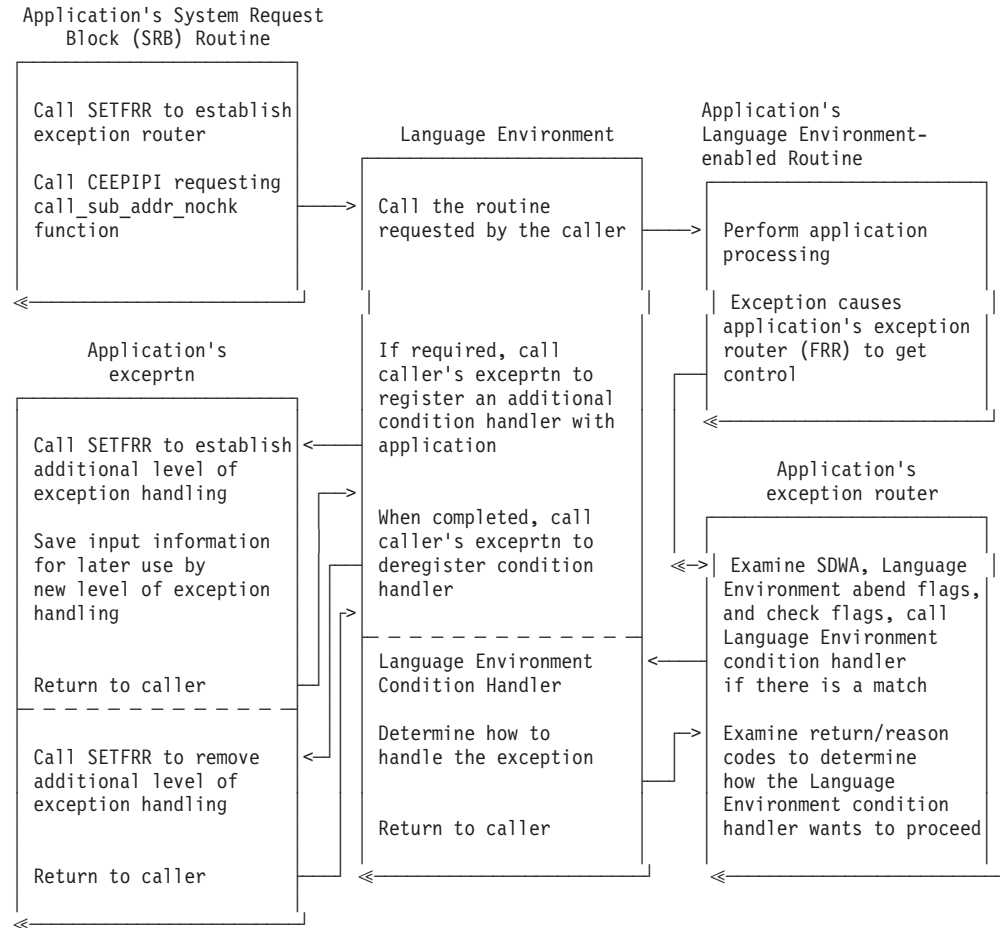 Application's System Request
Block (SRB) Routine
Call SETFRR to establish
exception router
Call CEEPIPI requesting
call_sub_addr_nochk
function
Language Environment
Call the routine
requested by the caller
If required, call
caller's exceprtn to
register an additional
condition handler with
application
When completed, call
caller's exceprtn to
deregister condition
handler
Language Environment
Condition Handler
Determine how to
handle the exception
Return to caller
Application's
Language Environment-
enabled Routine
Perform application
processing
Exception causes
application's exception
router (FRR) to get
control
Application's
exceprtn
Call SETFRR to establish
additional level of
exception handling
Save input information
for later use by
new level of exception
handling
Return to caller
Call SETFRR to remove
additional level of
exception handling
Return to caller
Application's
exception router
Examine SDWA, Language
Environment abend flags,
and check flags, call
Language Environment
condition handler
if there is a match
Examine return/reason
codes to determine
how the Language
Environment condition
handler wants to proceed